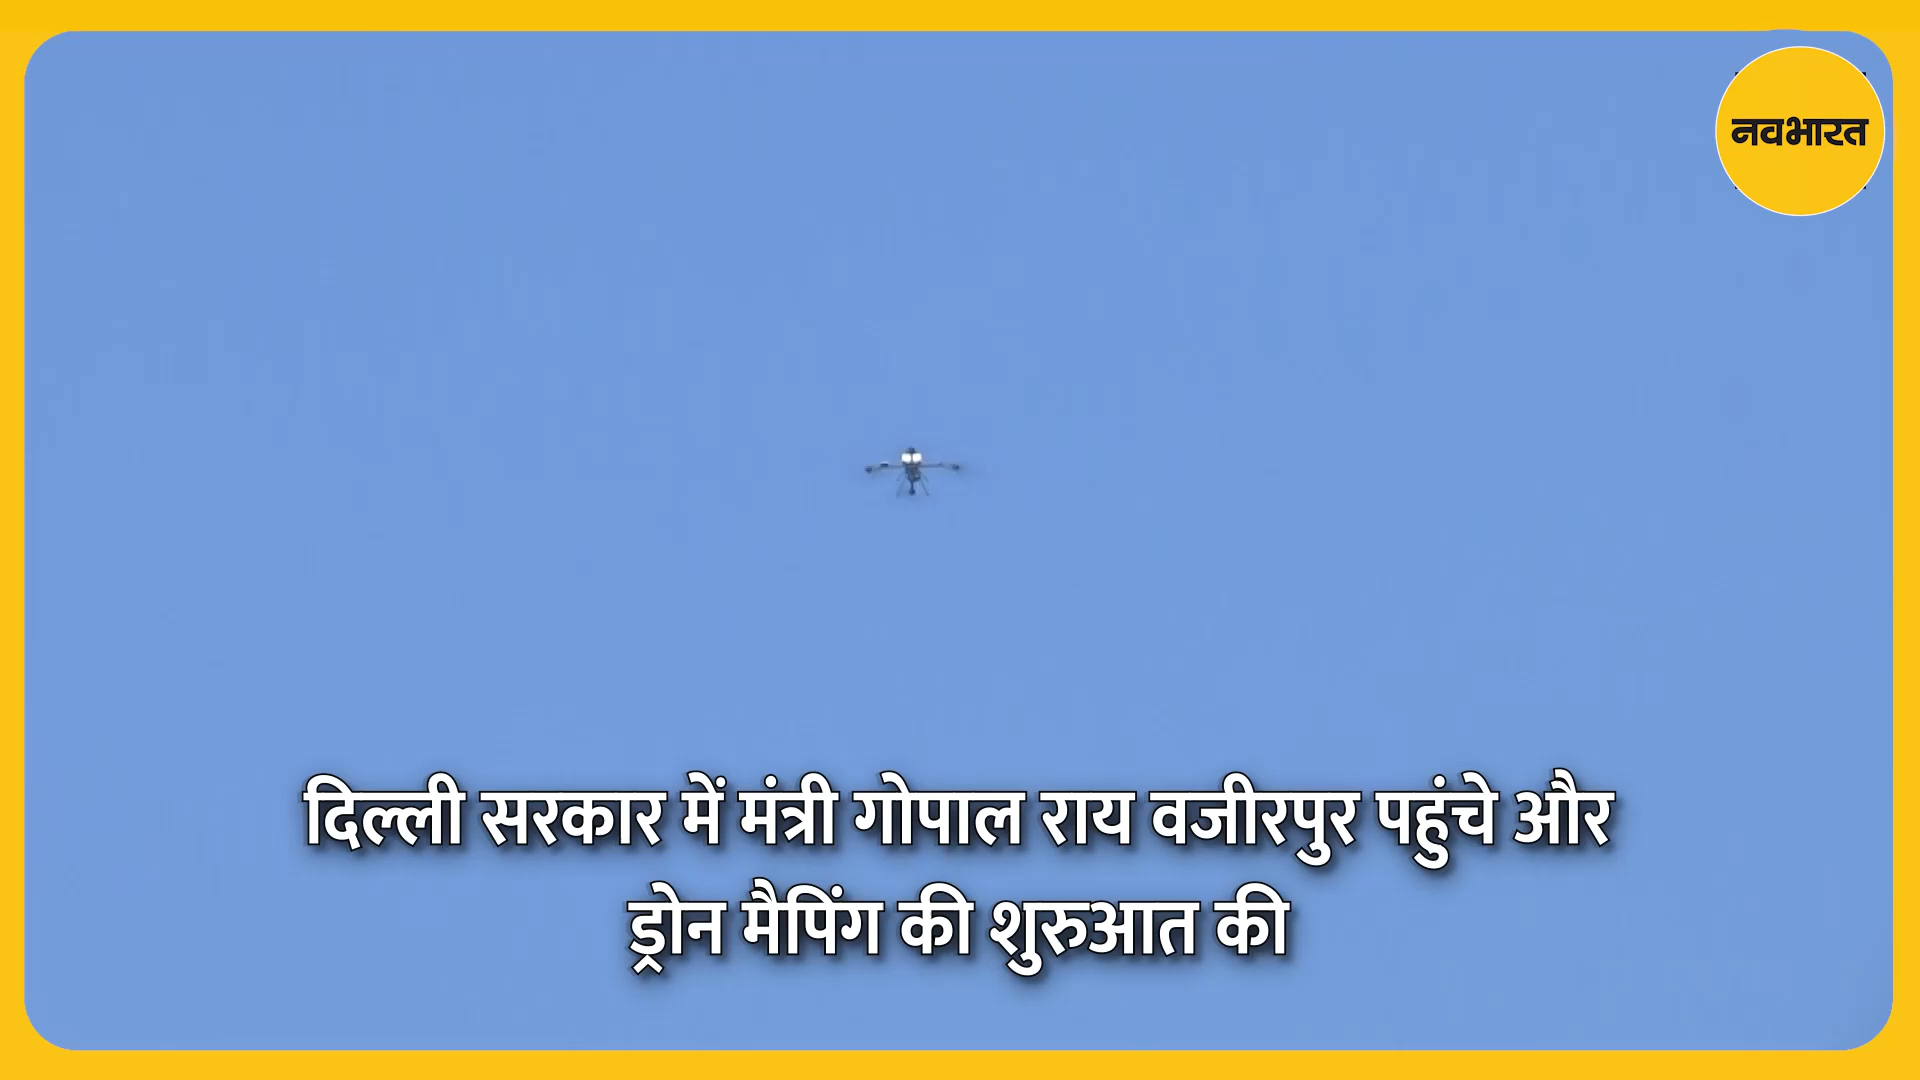 नवभारत
दिल्ली सरकार में मंत्री गोपाल राय वजीरपुर पहुंचे और
ड्रोन मैपिंग की शुरुआत की